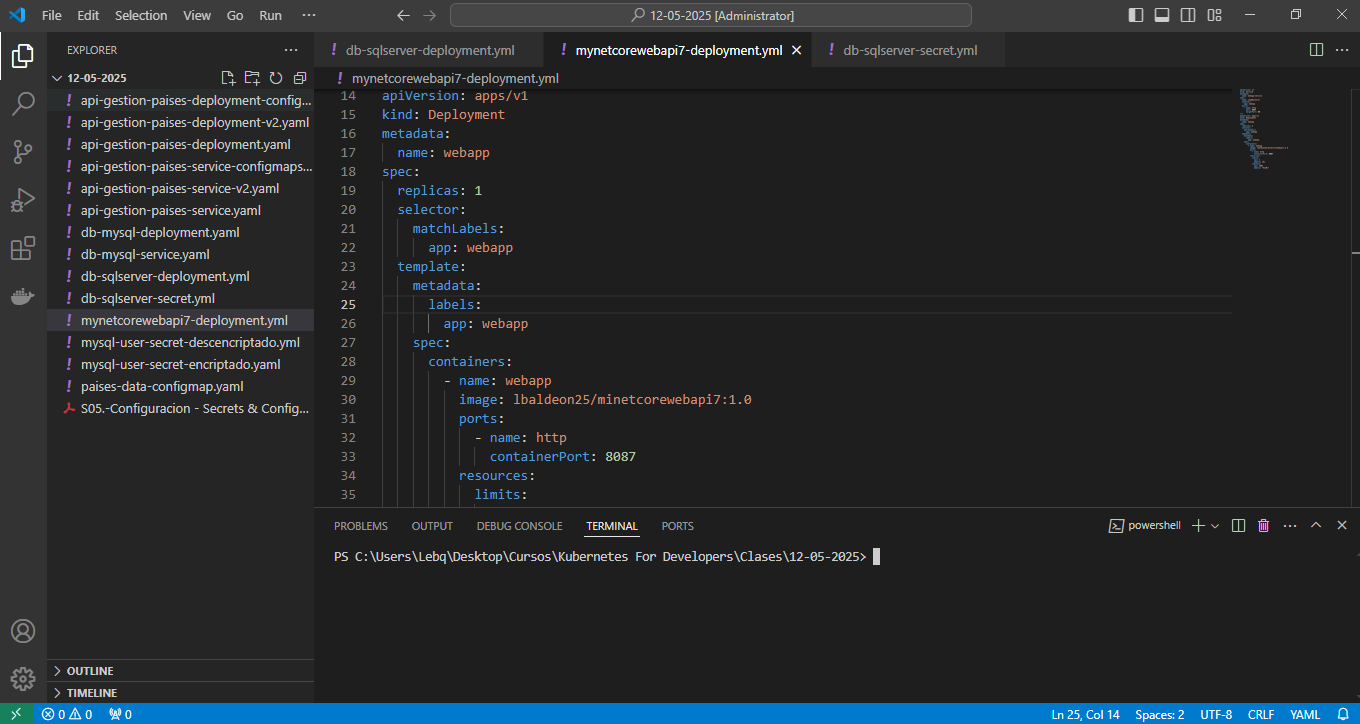 File Edit Selection View Go Run ··· 12-05-2025 [Administrator]
EXPLORER ···
12-05-2025
! api-gestion-paises-deployment-config...
! api-gestion-paises-deployment-v2.yaml
! api-gestion-paises-deployment.yaml
! api-gestion-paises-service-configmaps...
! api-gestion-paises-service-v2.yaml
! api-gestion-paises-service.yaml
! db-mysql-deployment.yaml
! db-mysql-service.yaml
! db-sqlserver-deployment.yml
! db-sqlserver-secret.yml
! mynetcorewebapi7-deployment.yml
! mysql-user-secret-descencriptado.yml
! mysql-user-secret-encriptado.yaml
! paises-data-configmap.yaml
S05.-Configuracion - Secrets & Config...
OUTLINE
TIMELINE
! db-sqlserver-deployment.yml ! mynetcorewebapi7-deployment.yml ! db-sqlserver-secret.yml
! mynetcorewebapi7-deployment.yml
14 apiVersion: apps/v1
15 kind: Deployment
16 metadata:
17 name: webapp
18 spec:
19 replicas: 1
20 selector:
21 matchLabels:
22 app: webapp
23 template:
24 metadata:
25 labels:
26 app: webapp
27 spec:
28 containers:
29 - name: webapp
30 image: lbaldeon25/minetcorewebapi7:1.0
31 ports:
32 - name: http
33 containerPort: 8087
34 resources:
35 limits:
PROBLEMS OUTPUT DEBUG CONSOLE TERMINAL PORTS powershell
PS C:\Users\Lebq\Desktop\Cursos\Kubernetes For Developers\Clases\12-05-2025>
0 0 0 Ln 25, Col 14 Spaces: 2 UTF-8 CRLF YAML